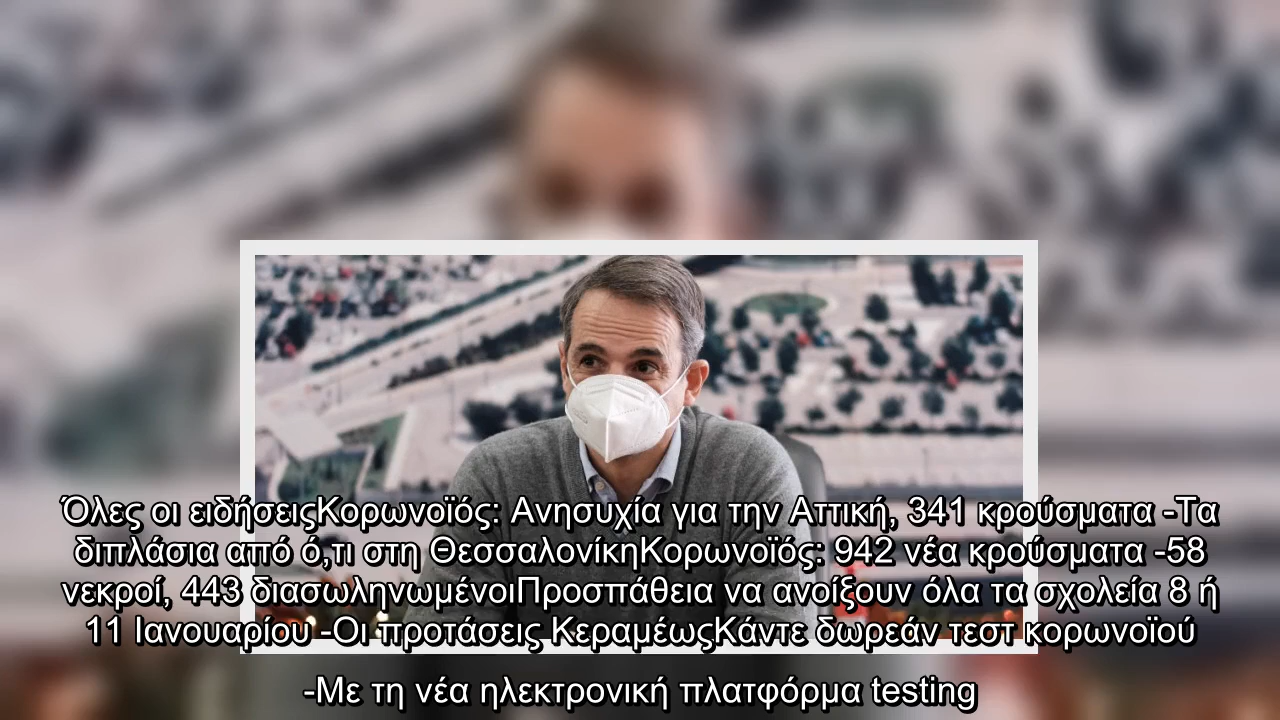 Όλες οι ειδήσειςΚορωνοϊός: Ανησυχία για την Αττική, 341 κρούσματα -Τα
διπλάσια από ό,τι στη ΘεσσαλονίκηΚορωνοϊός: 942 νέα κρούσματα -58
νεκροί, 443 διασωληνωμένοιΠροσπάθεια να ανοίξουν όλα τα σχολεία 8 ή
11 Ιανουαρίου -Οι προτάσεις ΚεραμέωςΚάντε δωρεάν τεστ κορωνοϊού
-Με τη νέα ηλεκτρονική πλατφόρμα testing